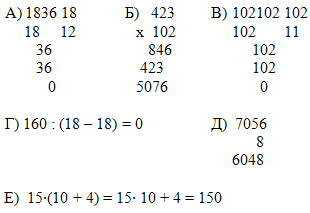 А) 1836 18 Б) 423 В) 102102 102
18 12 x 102 102 11
36 846 102
36 423 102
0 5076 0
Г) 160 : (18 – 18) = 0 Д) 7056
8
6048
Е) 15·(10 + 4) = 15· 10 + 4 = 150